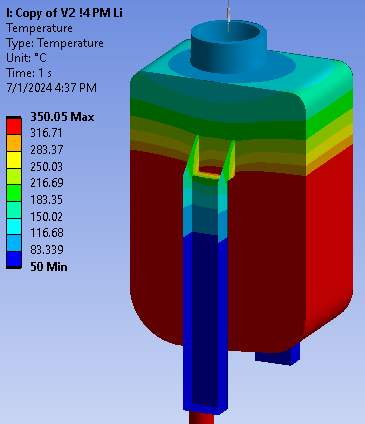 I: Copy of V2 !4 PM Li
Temperature
Type: Temperature
Unit: °C
Time: 1 s
7/1/2024 4:37 PM
350.05 Max
316.71
283.37
250.03
216.69
183.35
150.02
116.68
83.339
50 Min